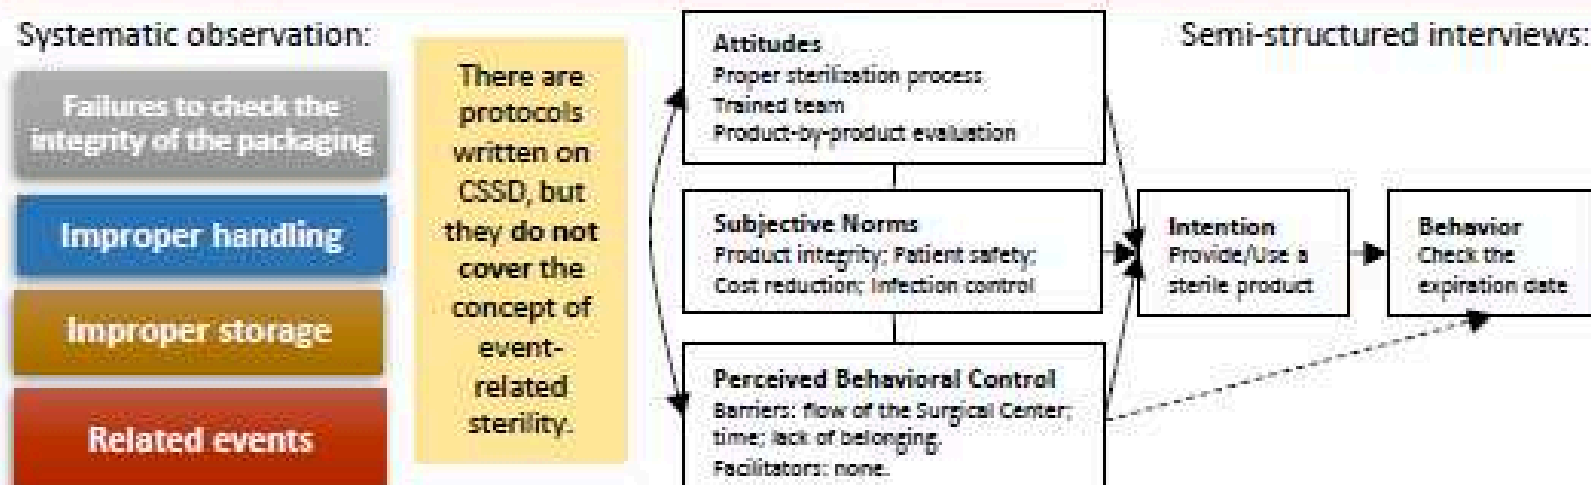 Systematic observation:
Failures to check the
integrity of the packaging
Improper handling
Improper storage
Related events
There are
protocols
written on
CSSD, but
they do not
cover the
concept of
event-
related
sterility.
Attitudes
Proper sterilization process
Trained team
Product-by-product evaluation
Subjective Norms
Product integrity; Patient safety;
Cost reduction; Infection control
Perceived Behavioral Control
Barriers: flow of the Surgical Center;
time; lack of belonging.
Facilitators: none.
Semi-structured interviews:
Intention
Provide/Use a
sterile product
Behavior
Check the
expiration date